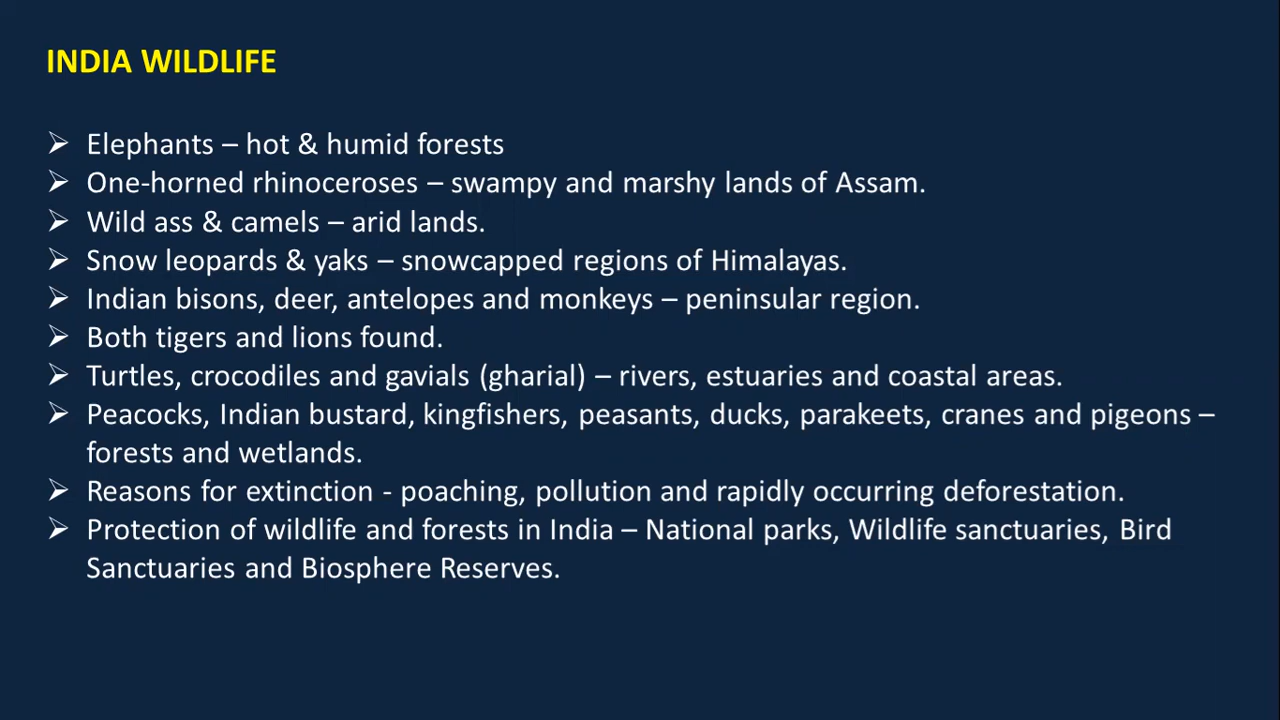 INDIA WILDLIFE
➢ Elephants – hot & humid forests
➢ One-horned rhinoceroses – swampy and marshy lands of Assam.
➢ Wild ass & camels – arid lands.
➢ Snow leopards & yaks – snowcapped regions of Himalayas.
➢ Indian bisons, deer, antelopes and monkeys – peninsular region.
➢ Both tigers and lions found.
➢ Turtles, crocodiles and gavials (gharial) – rivers, estuaries and coastal areas.
➢ Peacocks, Indian bustard, kingfishers, peasants, ducks, parakeets, cranes and pigeons –
forests and wetlands.
➢ Reasons for extinction - poaching, pollution and rapidly occurring deforestation.
➢ Protection of wildlife and forests in India – National parks, Wildlife sanctuaries, Bird
Sanctuaries and Biosphere Reserves.